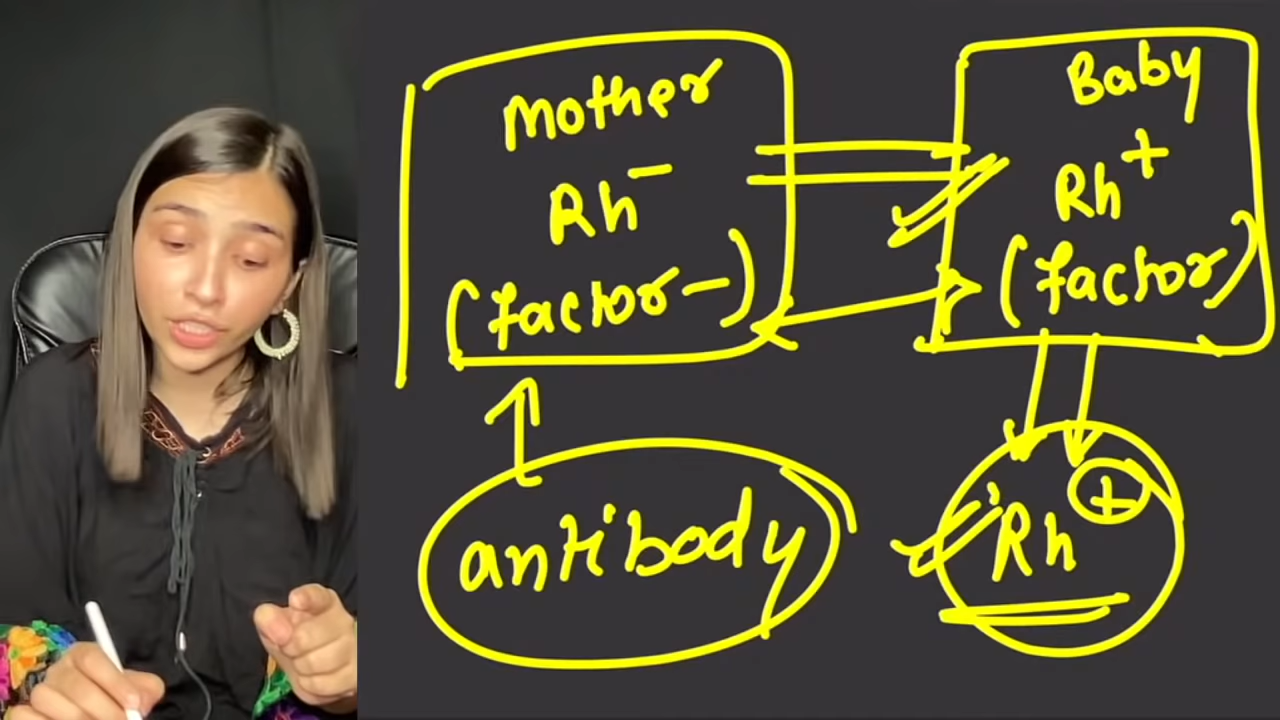 Mother
Rh⁻
(factor-)
antibody
Baby
Rh⁺
(factor)
Rh⁺